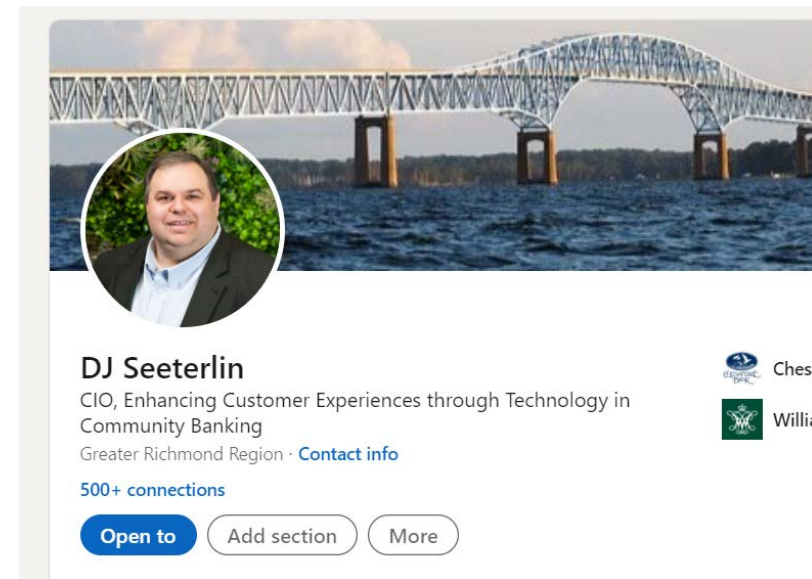 DJ Seeterlin
CIO, Enhancing Customer Experiences through Technology in
Community Banking
Greater Richmond Region · Contact info
500+ connections
Open to
Add section
More
Ches
Willia